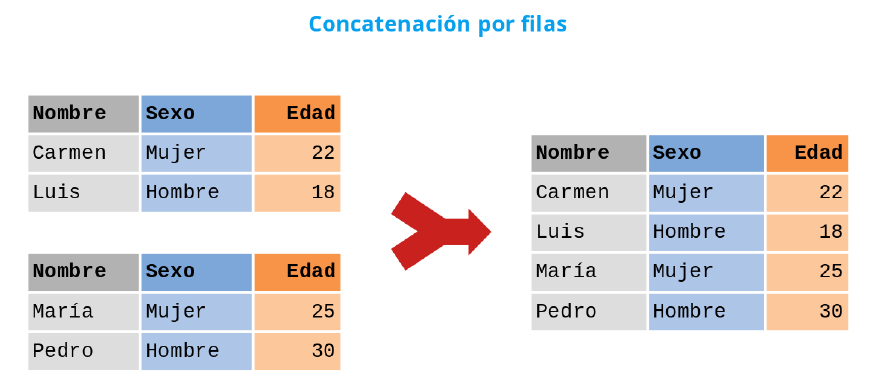 Concatenación por filas
Nombre Sexo Edad
Carmen Mujer 22
Luis Hombre 18
Nombre Sexo Edad
María Mujer 25
Pedro Hombre 30
Nombre Sexo Edad
Carmen Mujer 22
Luis Hombre 18
María Mujer 25
Pedro Hombre 30